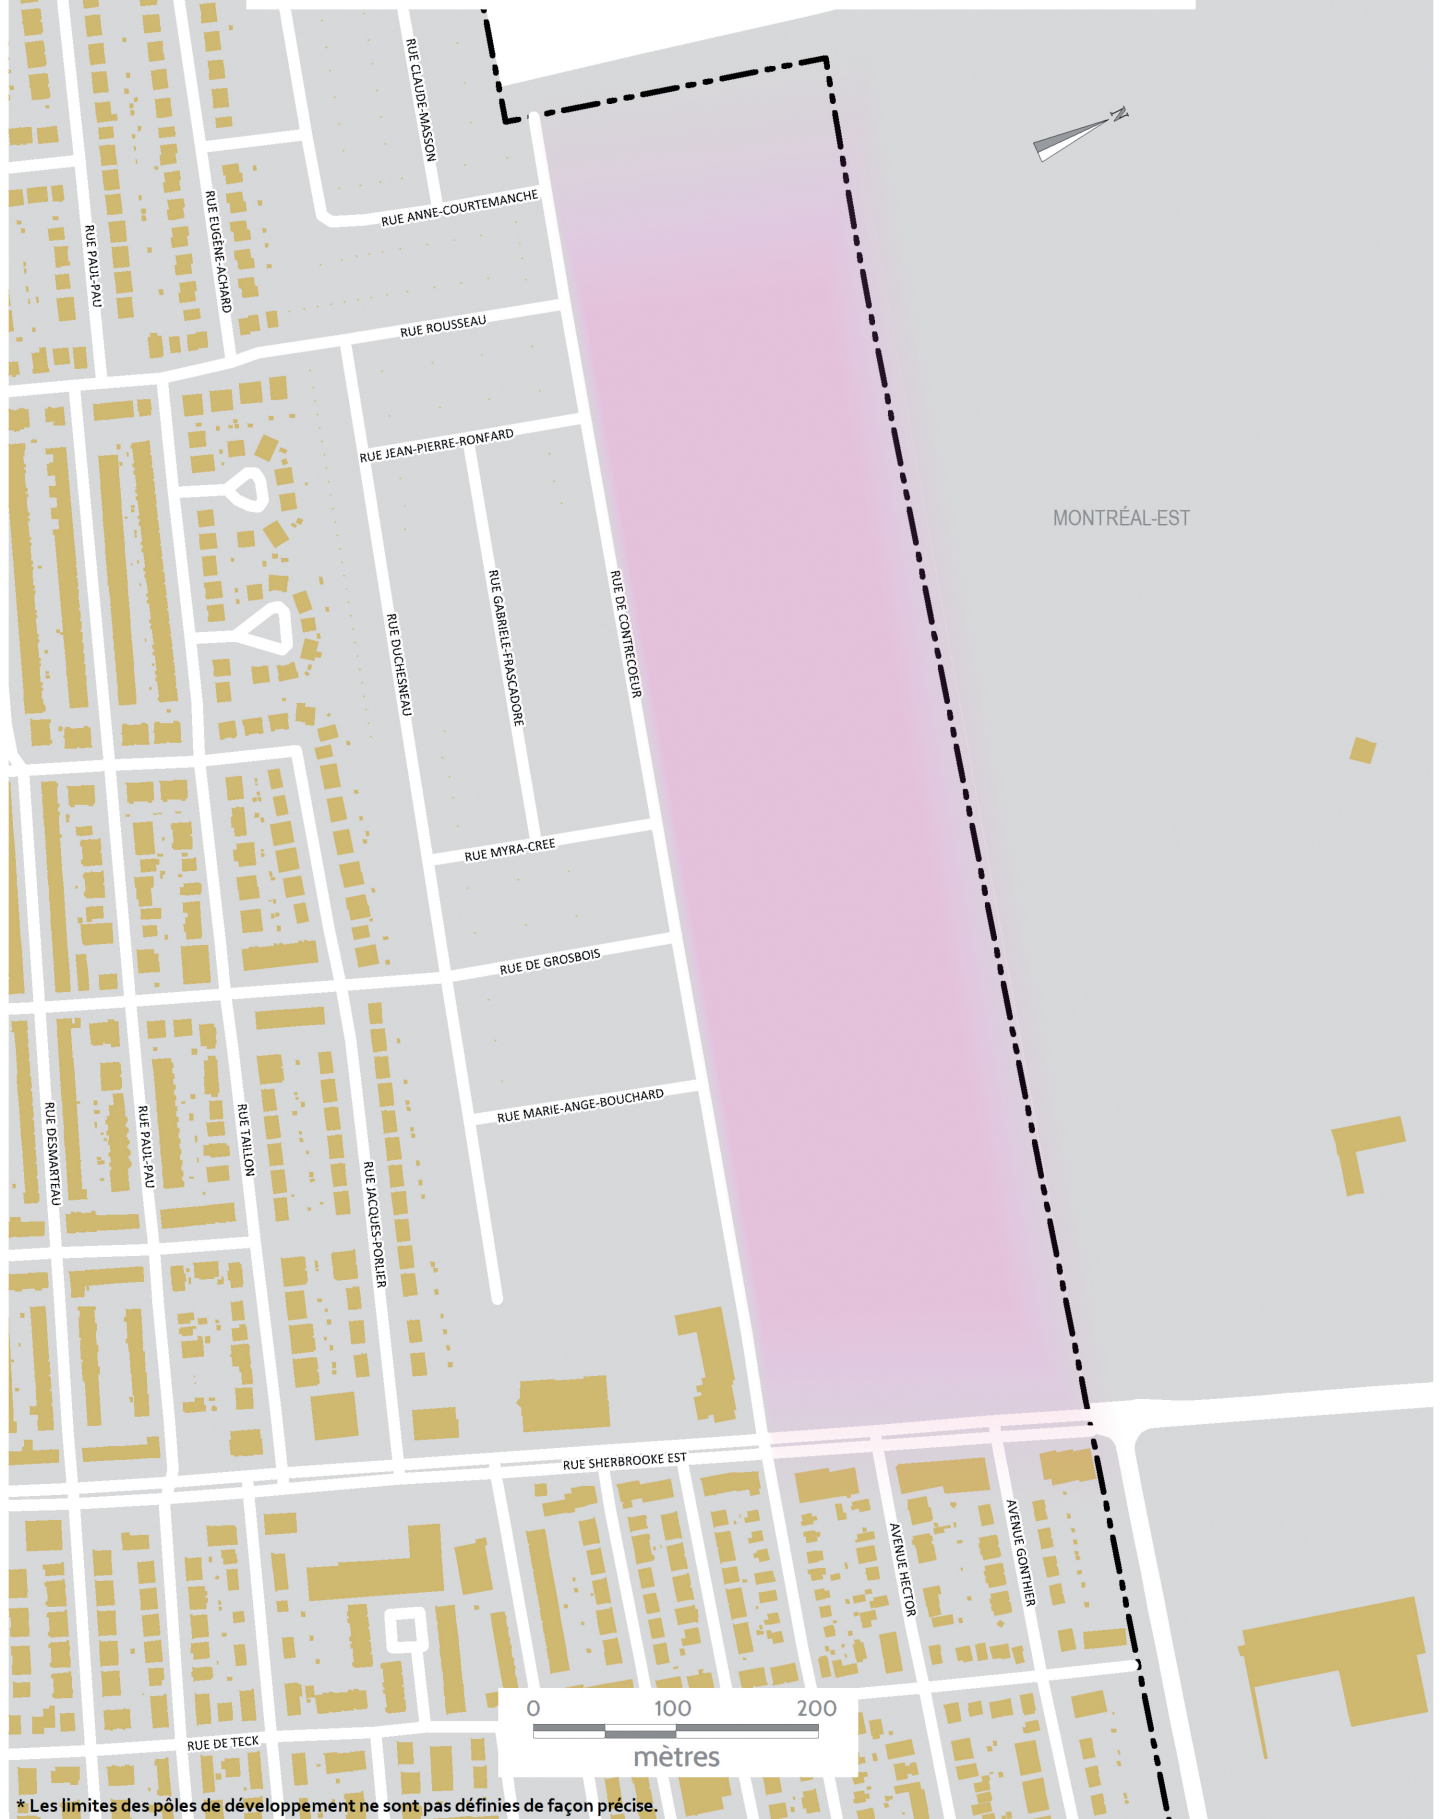 RUE CLAUDE-MASSON
N
RUE ANNE-COURTEMANCHE
RUE EUGÈNE-ACHARD
RUE PAUL-PAU
RUE ROUSSEAU
RUE JEAN-PIERRE-RONFARD
MONTRÉAL-EST
RUE GABRIELE-FRASCADORE
RUE DE CONTRECOEUR
RUE DUCHESNEAU
RUE MYRA-CREE
RUE DE GROSBOIS
RUE MARIE-ANGE-BOUCHARD
RUE DESMARTEAU
RUE PAUL-PAU
RUE TAILLON
RUE JACQUES-PORLIER
RUE SHERBROOKE EST
AVENUE GONTHIER
AVENUE HECTOR
0 100 200
mètres
RUE DE TECK
* Les limites des pôles de développement ne sont pas définies de façon précise.